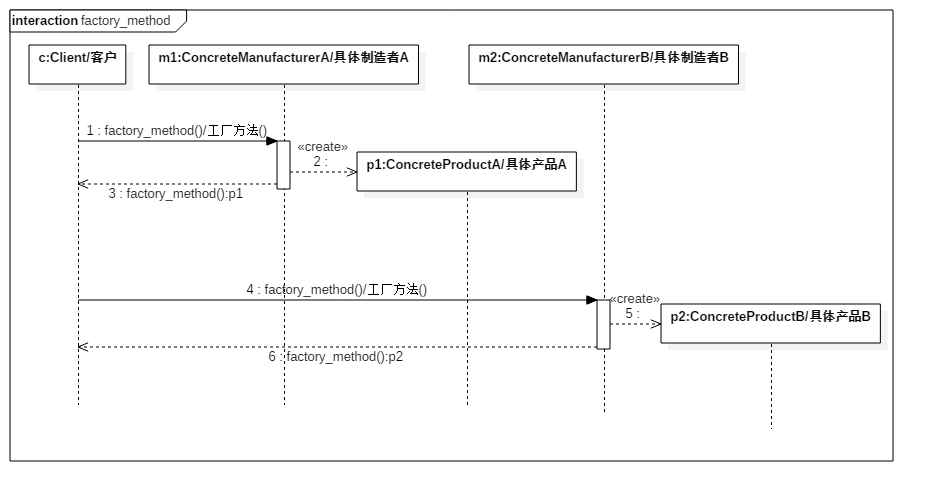 interaction factory_method
c:Client/客户
m1:ConcreteManufacturerA/具体制造者A
m2:ConcreteManufacturerB/具体制造者B
1 : factory_method()/工厂方法()
«create»
2 :
p1:ConcreteProductA/具体产品A
3 : factory_method():p1
4 : factory_method()/工厂方法()
«create»
5 :
p2:ConcreteProductB/具体产品B
6 : factory_method():p2